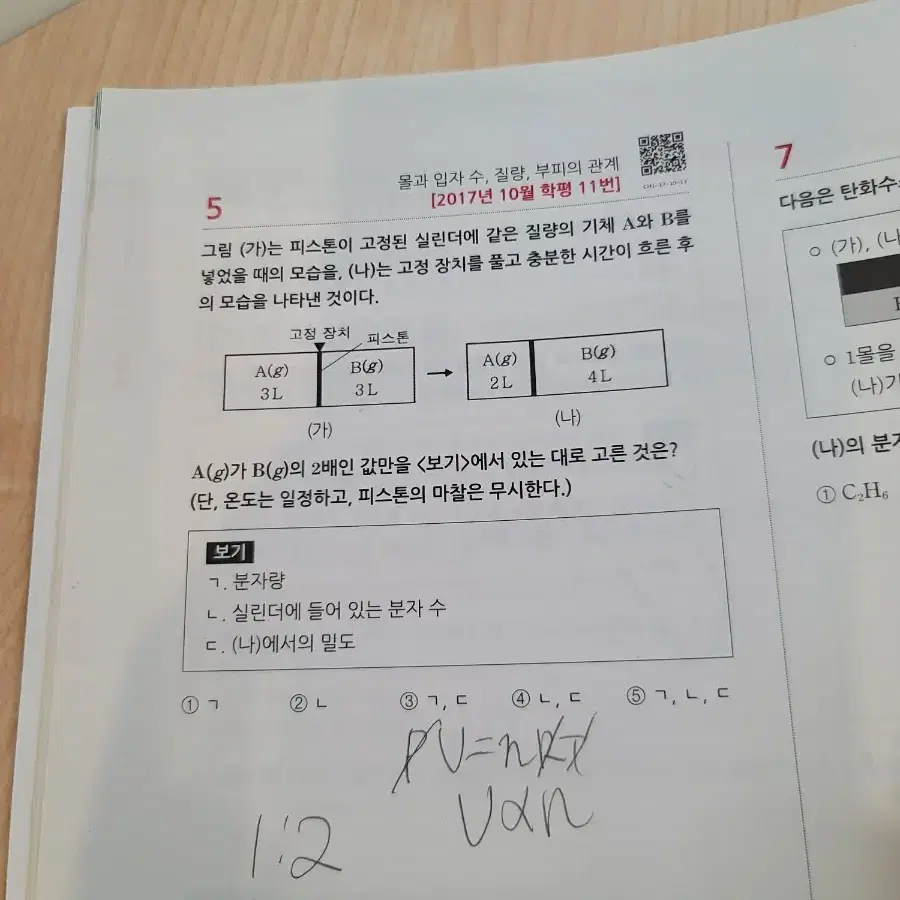 몰과 입자 수, 질량, 부피의 관계
5
[2017년 10월 학평 11번]
그림 (가)는 피스톤이 고정된 실린더에 같은 질량의 기체 A와 B를
넣었을 때의 모습을, (나)는 고정 장치를 풀고 충분한 시간이 흐른 후
의 모습을 나타낸 것이다.
고정 장치
피스톤
A(g)
3L
B(g)
3L
(가)
A(g)
2L
B(g)
4L
(나)
A(g)가 B(g)의 2배인 값만을 <보기>에서 있는 대로 고른 것은?
(단, 온도는 일정하고, 피스톤의 마찰은 무시한다.)
보기
ㄱ. 분자량
ㄴ. 실린더에 들어 있는 분자 수
ㄷ. (나)에서의 밀도
① ㄱ ② ㄴ ③ ㄱ, ㄷ ④ ㄴ, ㄷ ⑤ ㄱ, ㄴ, ㄷ
PV=nRT
V∝n
1:2
7
다음은 탄화수
○ (가), (나
○ 1몰을
(나)가
(나)의 분자
① C₂H₆